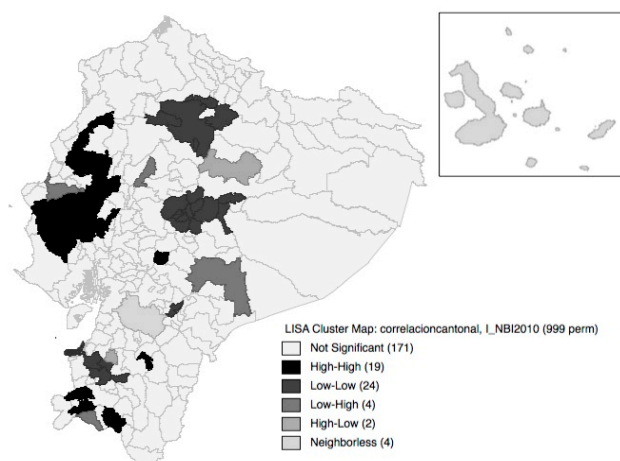 LISA Cluster Map: correlacioncantonal, I_NBI2010 (999 perm)
Not Significant (171)
High-High (19)
Low-Low (24)
Low-High (4)
High-Low (2)
Neighborless (4)